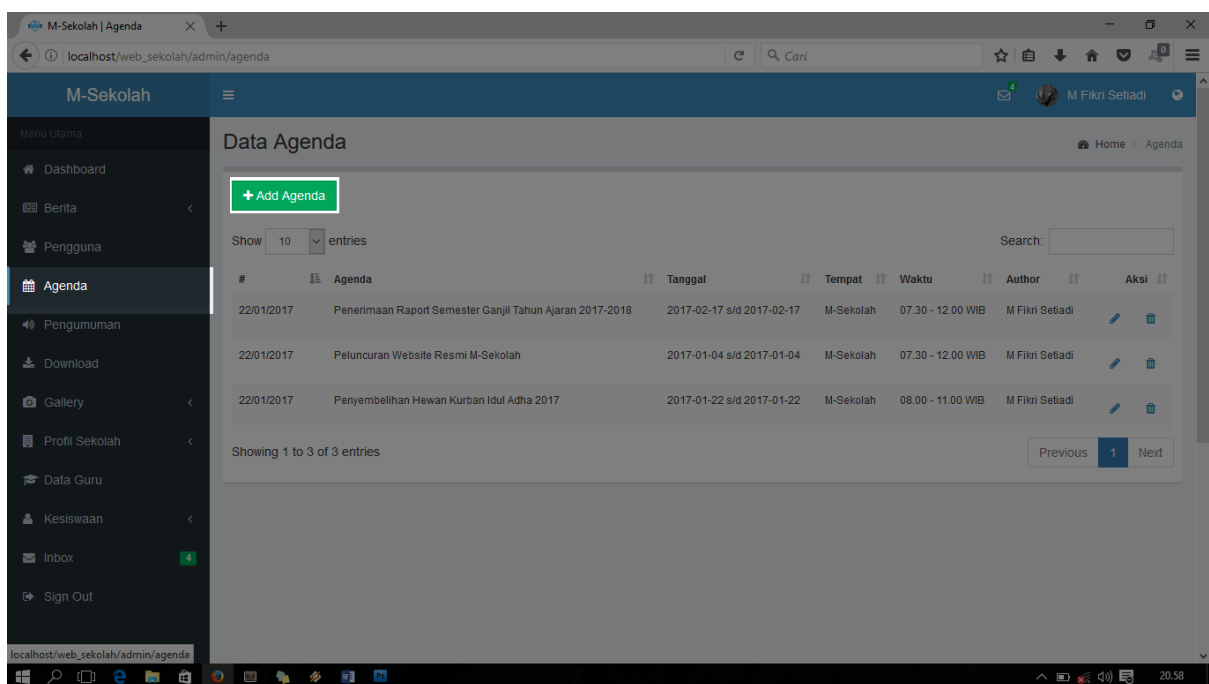 M-Sekolah | Agenda
localhost/web_sekolah/admin/agenda
Cari
0
M-Sekolah
4
M Fikri Setiadi
Menu Utama
Dashboard
Berita
Pengguna
Agenda
Pengumuman
Download
Gallery
Profil Sekolah
Data Guru
Kesiswaan
Inbox 4
Sign Out
Data Agenda
Home > Agenda
+ Add Agenda
Show 10 entries
Search:
# Agenda Tanggal Tempat Waktu Author Aksi
22/01/2017 Penerimaan Raport Semester Ganjil Tahun Ajaran 2017-2018 2017-02-17 s/d 2017-02-17 M-Sekolah 07.30 - 12.00 WIB M Fikri Setiadi
22/01/2017 Peluncuran Website Resmi M-Sekolah 2017-01-04 s/d 2017-01-04 M-Sekolah 07.30 - 12.00 WIB M Fikri Setiadi
22/01/2017 Penyembelihan Hewan Kurban Idul Adha 2017 2017-01-22 s/d 2017-01-22 M-Sekolah 08.00 - 11.00 WIB M Fikri Setiadi
Showing 1 to 3 of 3 entries
Previous 1 Next
localhost/web_sekolah/admin/agenda
20.58